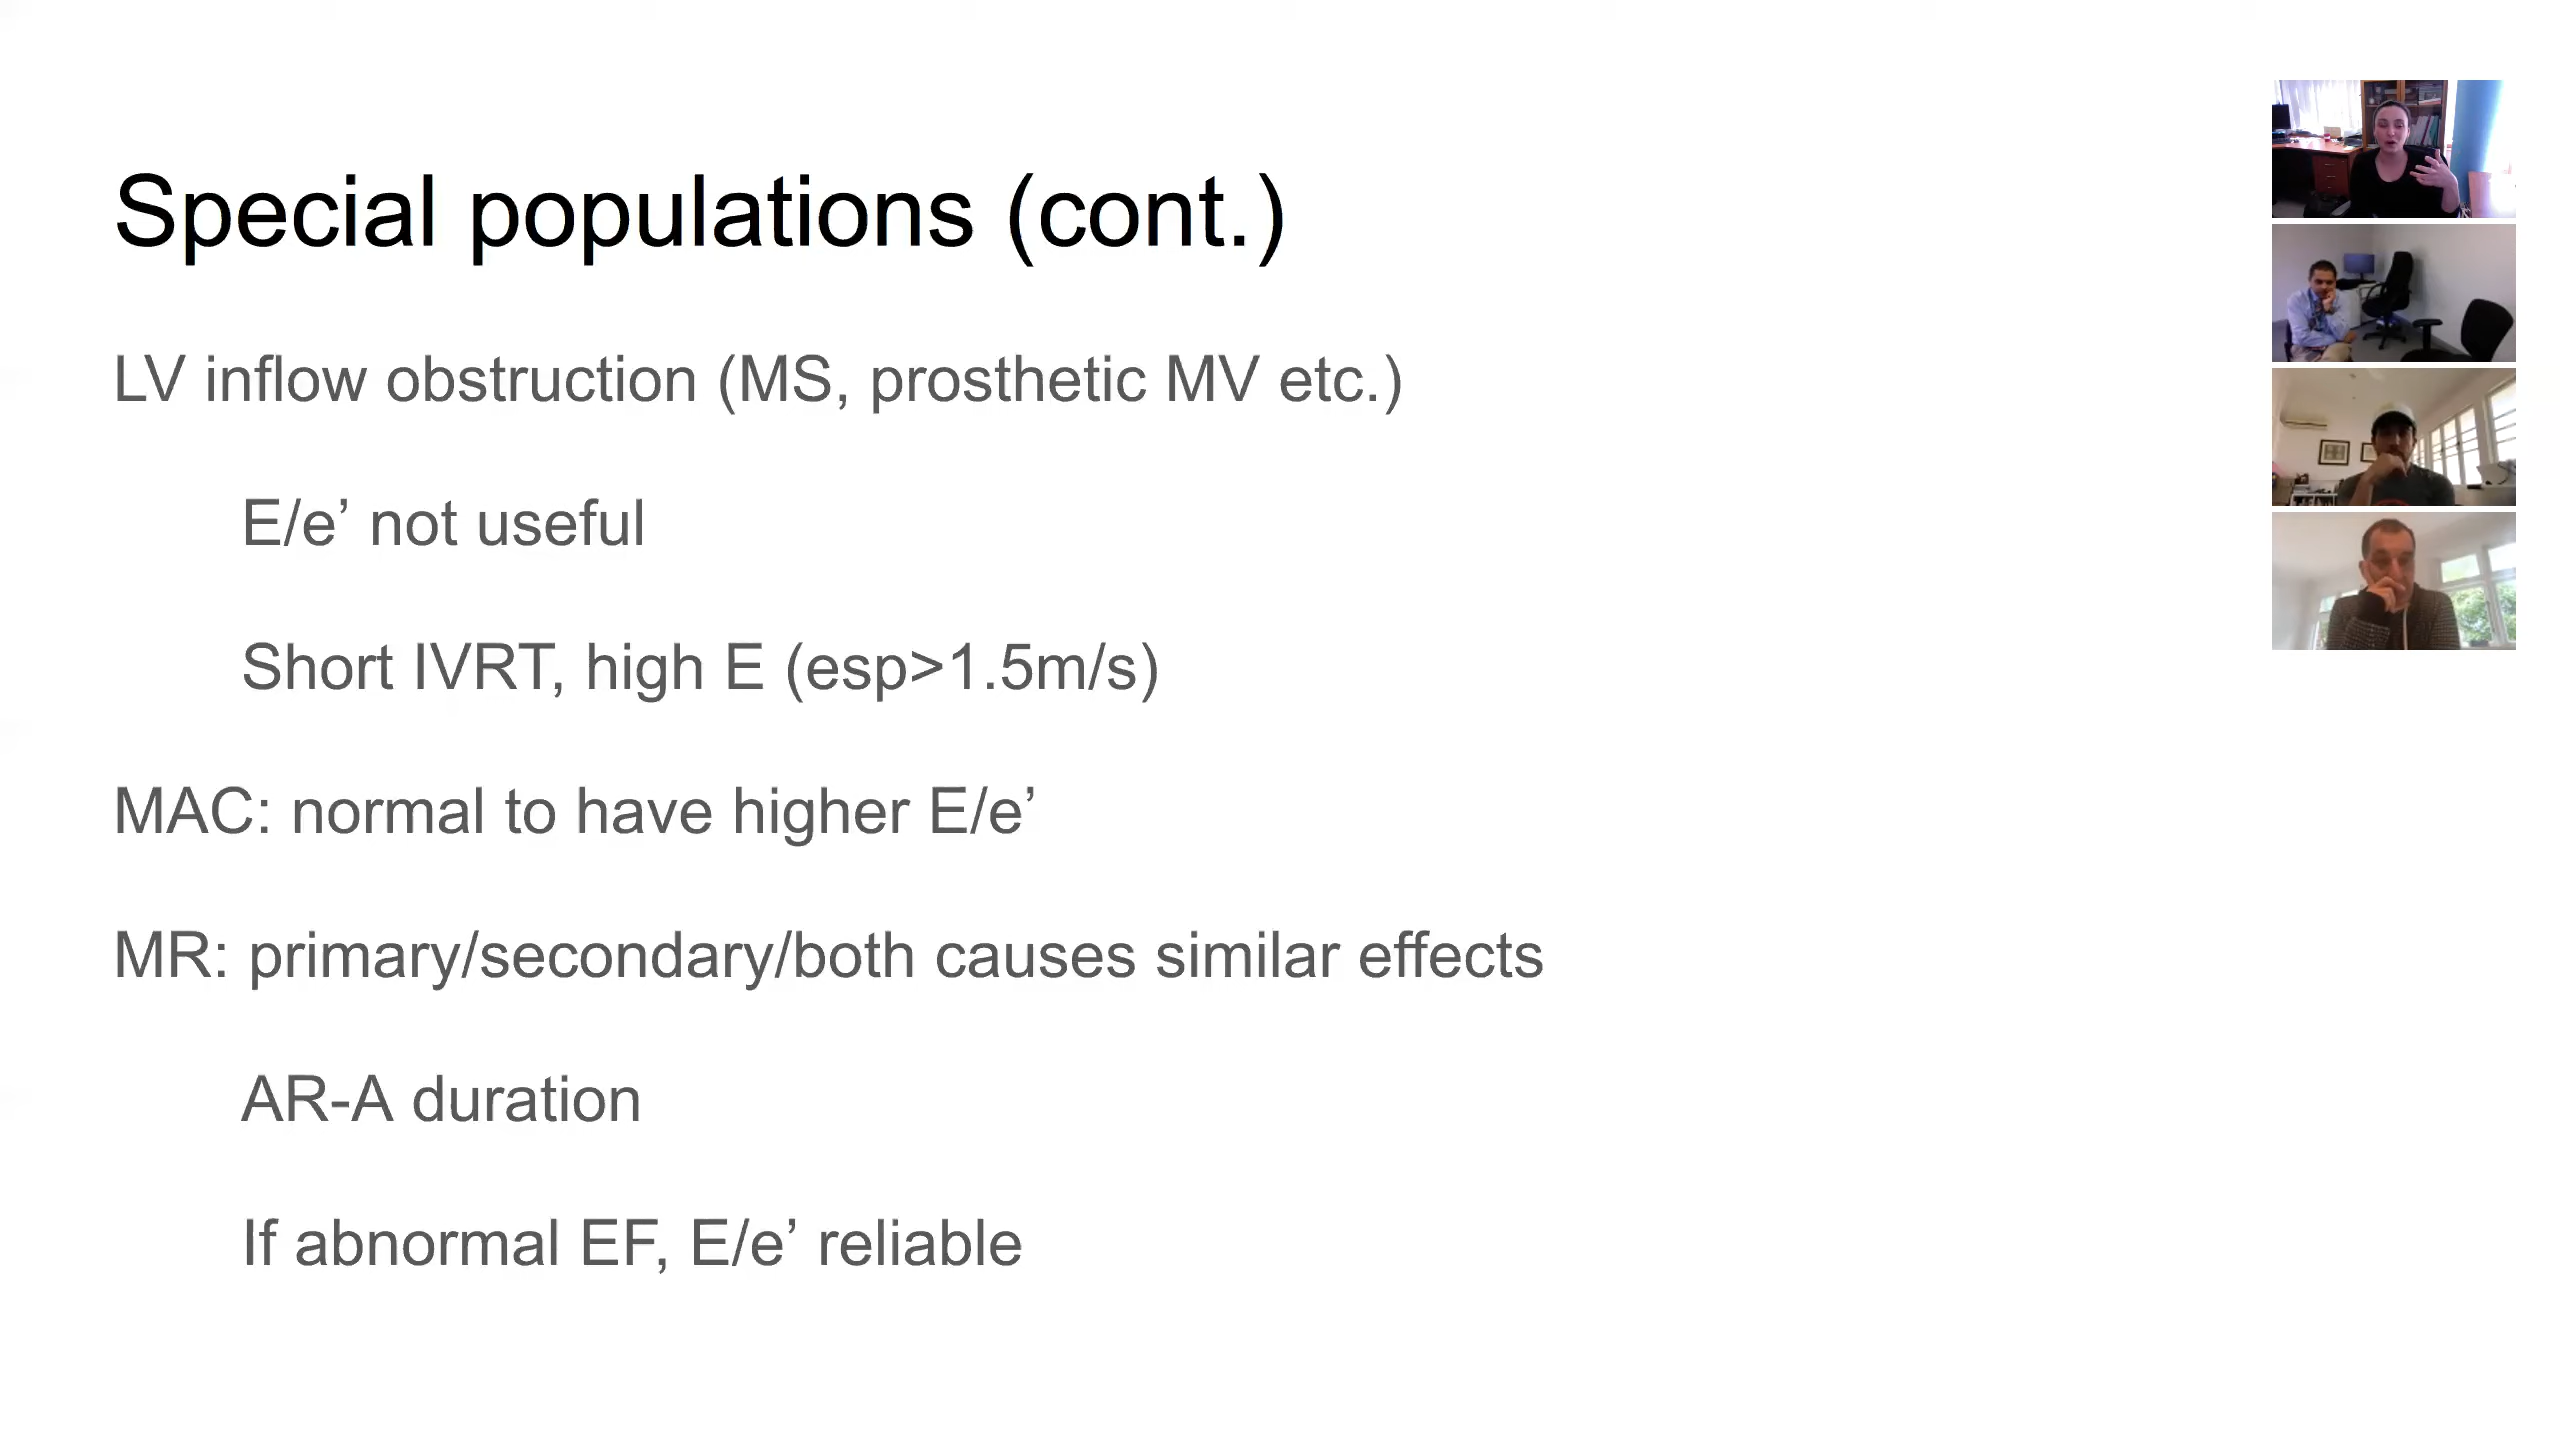 Special populations (cont.)
LV inflow obstruction (MS, prosthetic MV etc.)
E/e’ not useful
Short IVRT, high E (esp>1.5m/s)
MAC: normal to have higher E/e’
MR: primary/secondary/both causes similar effects
AR-A duration
If abnormal EF, E/e’ reliable